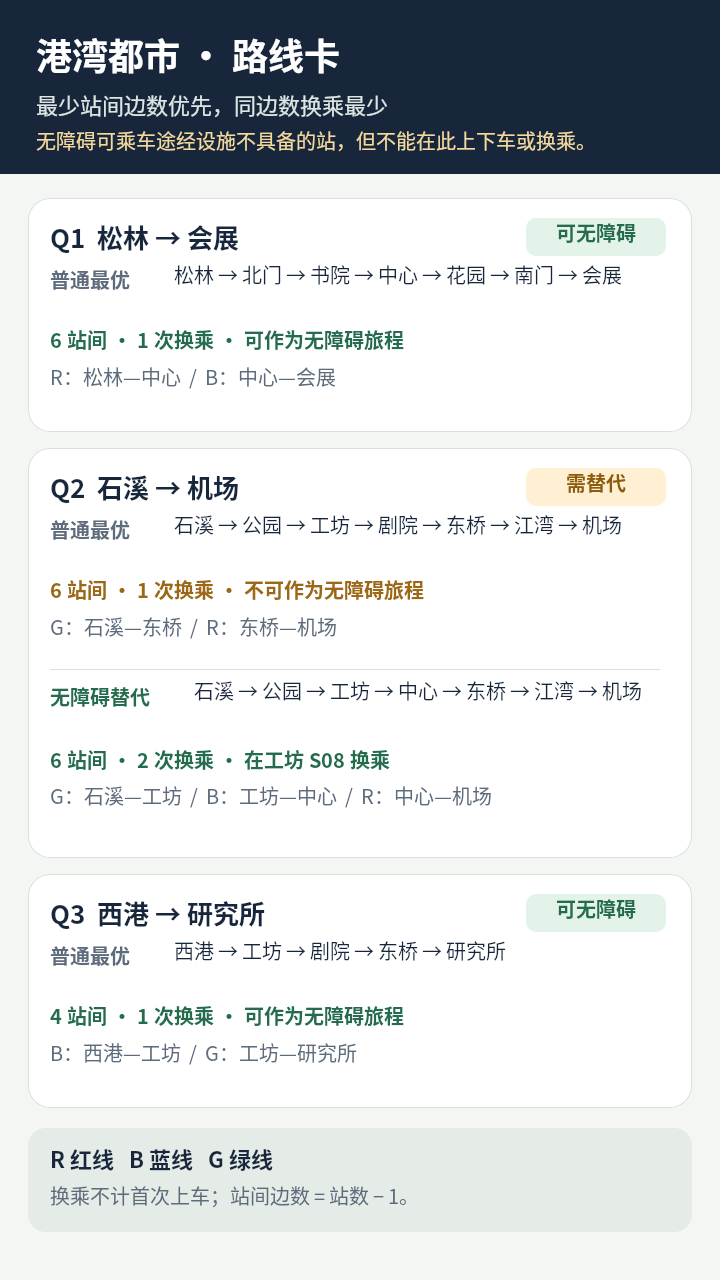 港湾都市 · 路线卡
最少站间边数优先，同边数换乘最少
无障碍可乘车途经设施不具备的站，但不能在此上下车或换乘。
Q1 松林 → 会展
可无障碍
普通最优 松林 → 北门 → 书院 → 中心 → 花园 → 南门 → 会展
6 站间 · 1 次换乘 · 可作为无障碍旅程
R：松林—中心 / B：中心—会展
Q2 石溪 → 机场
需替代
普通最优 石溪 → 公园 → 工坊 → 剧院 → 东桥 → 江湾 → 机场
6 站间 · 1 次换乘 · 不可作为无障碍旅程
G：石溪—东桥 / R：东桥—机场
无障碍替代 石溪 → 公园 → 工坊 → 中心 → 东桥 → 江湾 → 机场
6 站间 · 2 次换乘 · 在工坊 S08 换乘
G：石溪—工坊 / B：工坊—中心 / R：中心—机场
Q3 西港 → 研究所
可无障碍
普通最优 西港 → 工坊 → 剧院 → 东桥 → 研究所
4 站间 · 1 次换乘 · 可作为无障碍旅程
B：西港—工坊 / G：工坊—研究所
R 红线 B 蓝线 G 绿线
换乘不计首次上车；站间边数 = 站数 − 1。